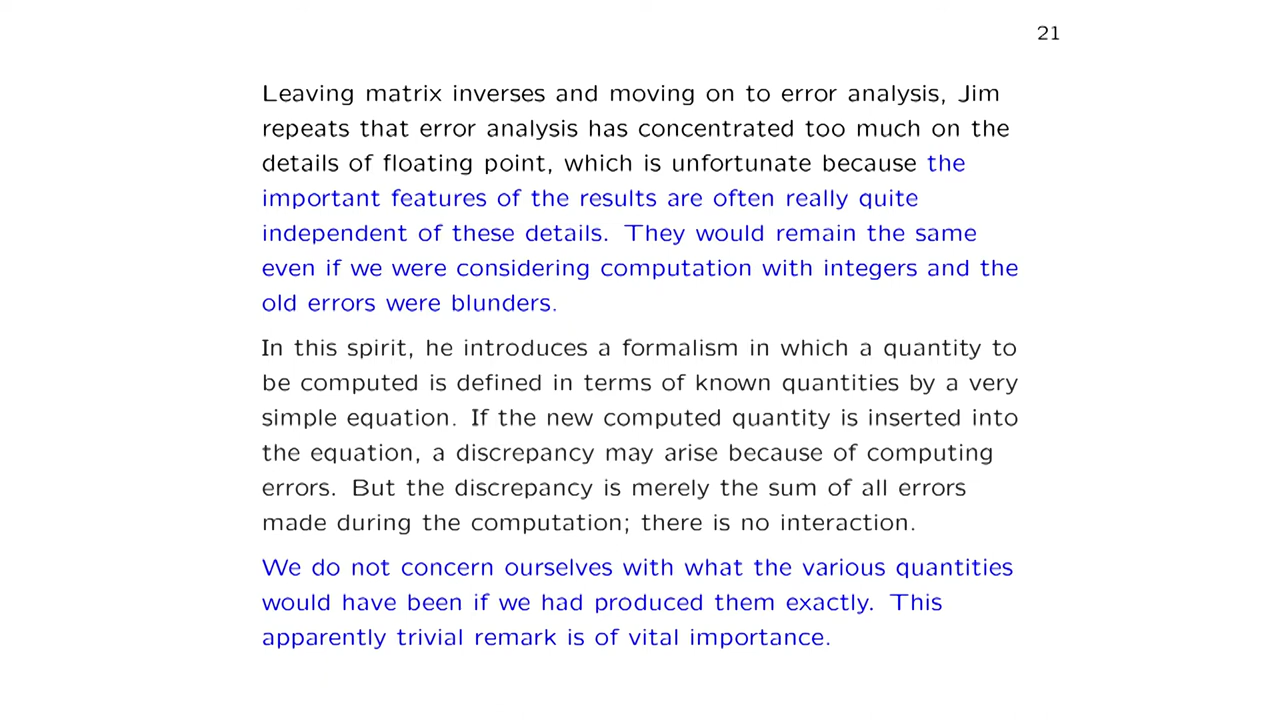 21
Leaving matrix inverses and moving on to error analysis, Jim
repeats that error analysis has concentrated too much on the
details of floating point, which is unfortunate because the
important features of the results are often really quite
independent of these details. They would remain the same
even if we were considering computation with integers and the
old errors were blunders.
In this spirit, he introduces a formalism in which a quantity to
be computed is defined in terms of known quantities by a very
simple equation. If the new computed quantity is inserted into
the equation, a discrepancy may arise because of computing
errors. But the discrepancy is merely the sum of all errors
made during the computation; there is no interaction.
We do not concern ourselves with what the various quantities
would have been if we had produced them exactly. This
apparently trivial remark is of vital importance.